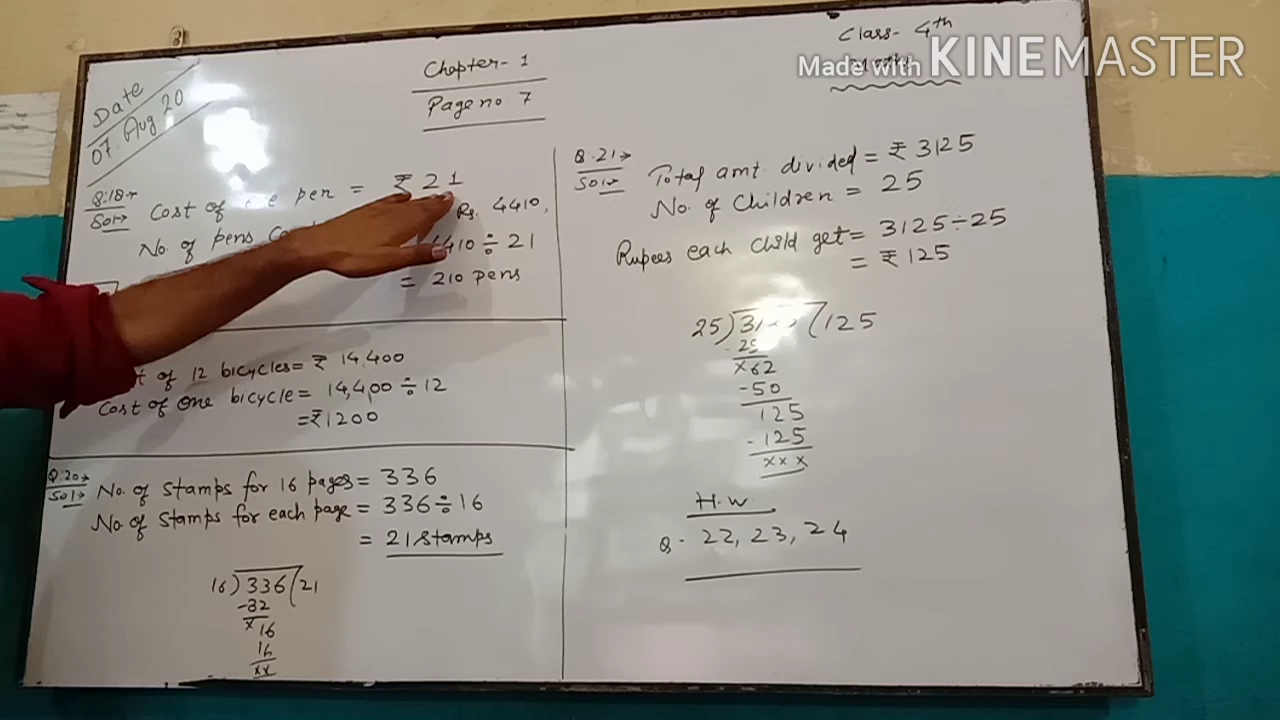 Date
07. Aug 20
Chapter- 1
Page no. 7
Class- 4th
Made with KINEMASTER
Q.18→
Sol→ Cost of pen = ₹ 21
No. of pens Rs. 4410,
4410 ÷ 21
= 210 pens
of 12 bicycles = ₹ 14,400
Cost of one bicycle = 14,400 ÷ 12
= ₹1200
Q.20→
Sol→ No. of stamps for 16 pages = 336
No. of stamps for each page = 336 ÷ 16
= 21 stamps
16) 336 (21
-32
x16
16
xx
Q.21→
Sol→ Total amt. divided = ₹ 3125
No. of Children = 25
Rupees each child get = 3125 ÷ 25
= ₹ 125
25) 31 (125
- 25
x62
-50
125
-125
xxx
H.W
Q- 22, 23, 24